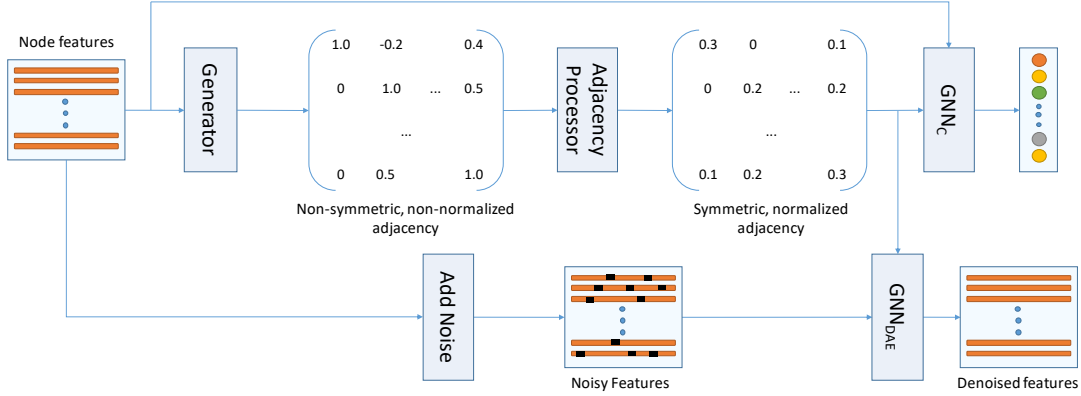 Node features
Generator
1.0 -0.2 0.4
0 1.0 ... 0.5
...
0 0.5 1.0
Non-symmetric, non-normalized
adjacency
Adjacency
Processor
0.3 0 0.1
0 0.2 ... 0.2
...
0.1 0.2 0.3
Symmetric, normalized
adjacency
GNN_C
Add Noise
Noisy Features
GNN_DAE
Denoised features